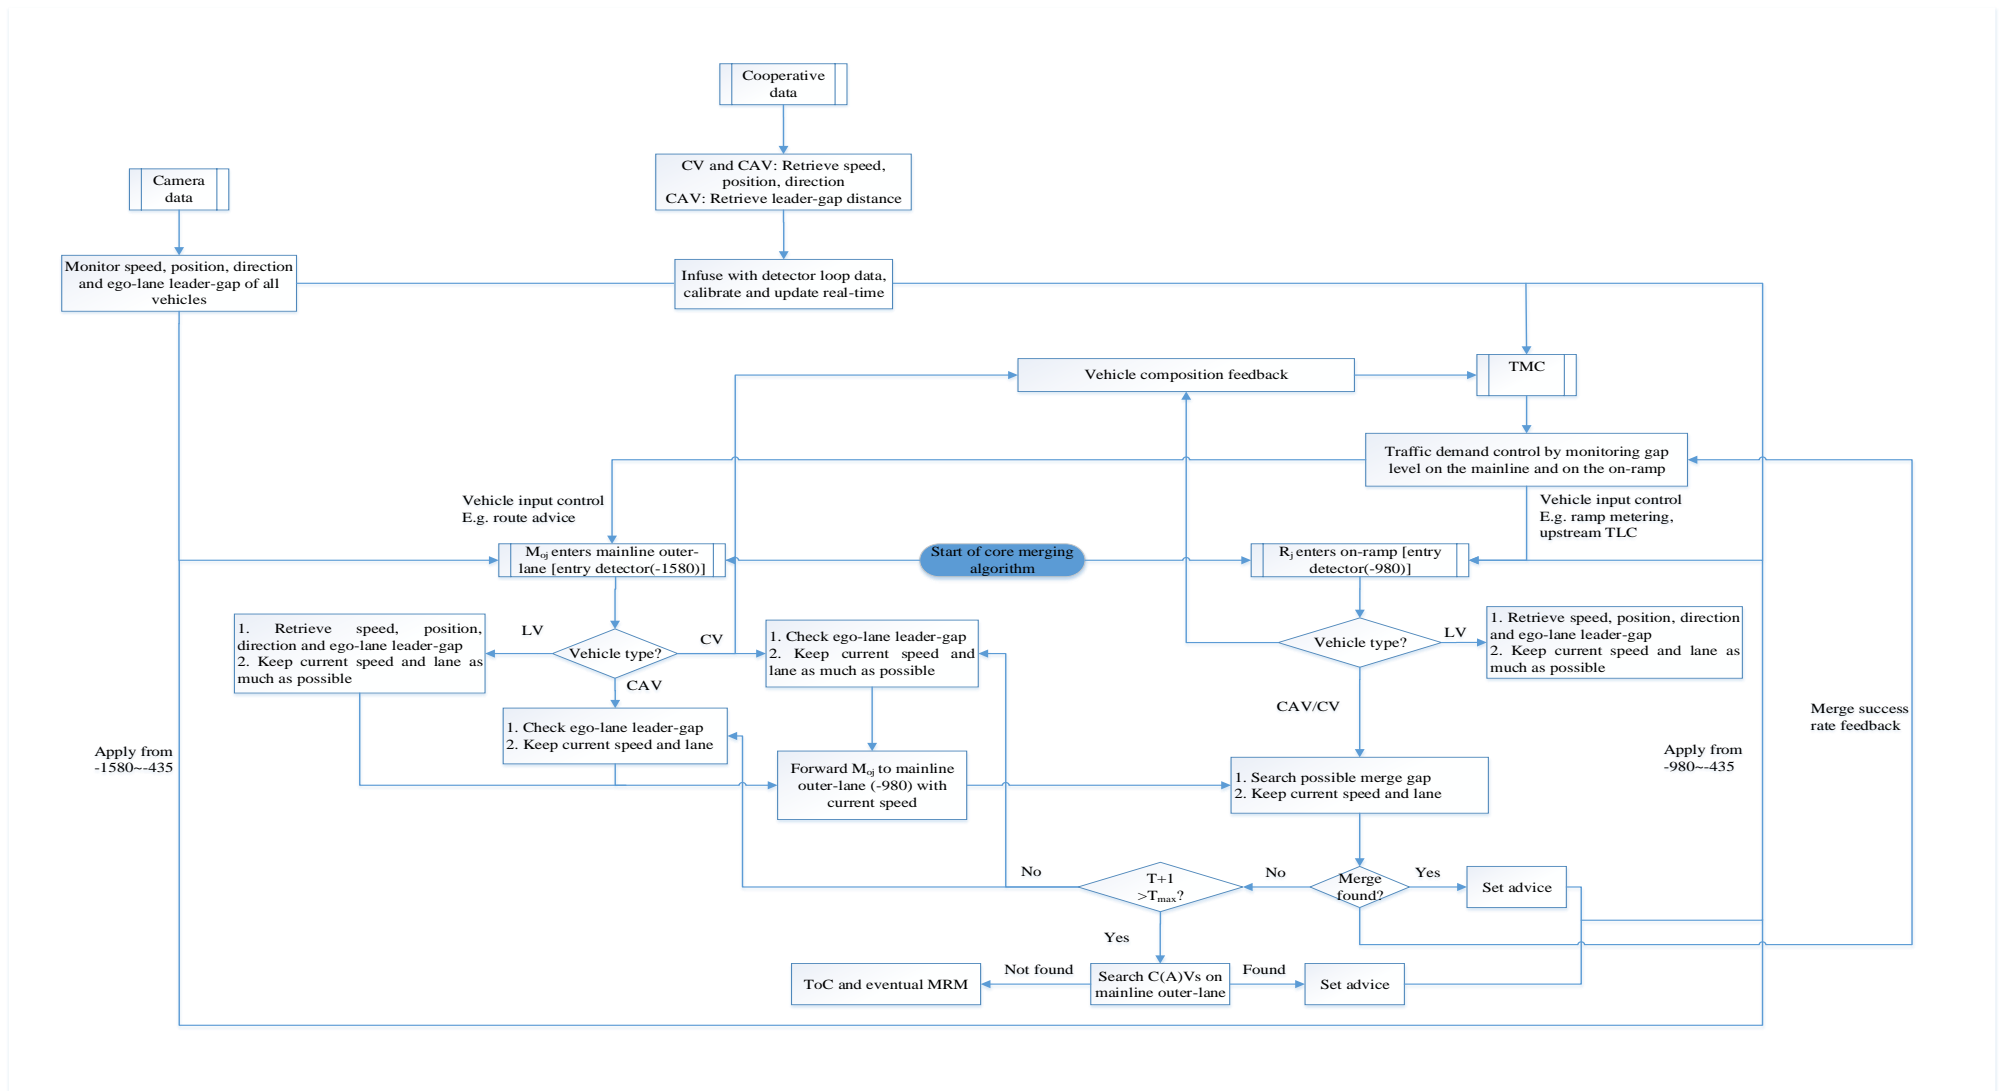 Cooperative
data
CV and CAV: Retrieve speed,
position, direction
CAV: Retrieve leader-gap distance
Camera
data
Monitor speed, position, direction
and ego-lane leader-gap of all
vehicles
Infuse with detector loop data,
calibrate and update real-time
Vehicle composition feedback
TMC
Traffic demand control by monitoring gap
level on the mainline and on the on-ramp
Vehicle input control
E.g. route advice
Vehicle input control
E.g. ramp metering,
upstream TLC
Moj enters mainline outer-
lane [entry detector(-1580)]
Start of core merging
algorithm
Rj enters on-ramp [entry
detector(-980)]
1. Retrieve speed, position,
direction and ego-lane leader-gap
2. Keep current speed and lane as
much as possible
LV
Vehicle type?
CV
CAV
1. Check ego-lane leader-gap
2. Keep current speed and
lane as much as possible
Vehicle type?
LV
1. Retrieve speed, position, direction
and ego-lane leader-gap
2. Keep current speed and lane as
much as possible
CAV/CV
1. Check ego-lane leader-gap
2. Keep current speed and lane
Apply from
-1580~-435
Forward Moj to mainline
outer-lane (-980) with
current speed
1. Search possible merge gap
2. Keep current speed and lane
Apply from
-980~-435
Merge success
rate feedback
No
T+1
>Tmax?
No
Merge
found?
Yes
Set advice
Yes
ToC and eventual MRM
Not found
Search C(A)Vs on
mainline outer-lane
Found
Set advice